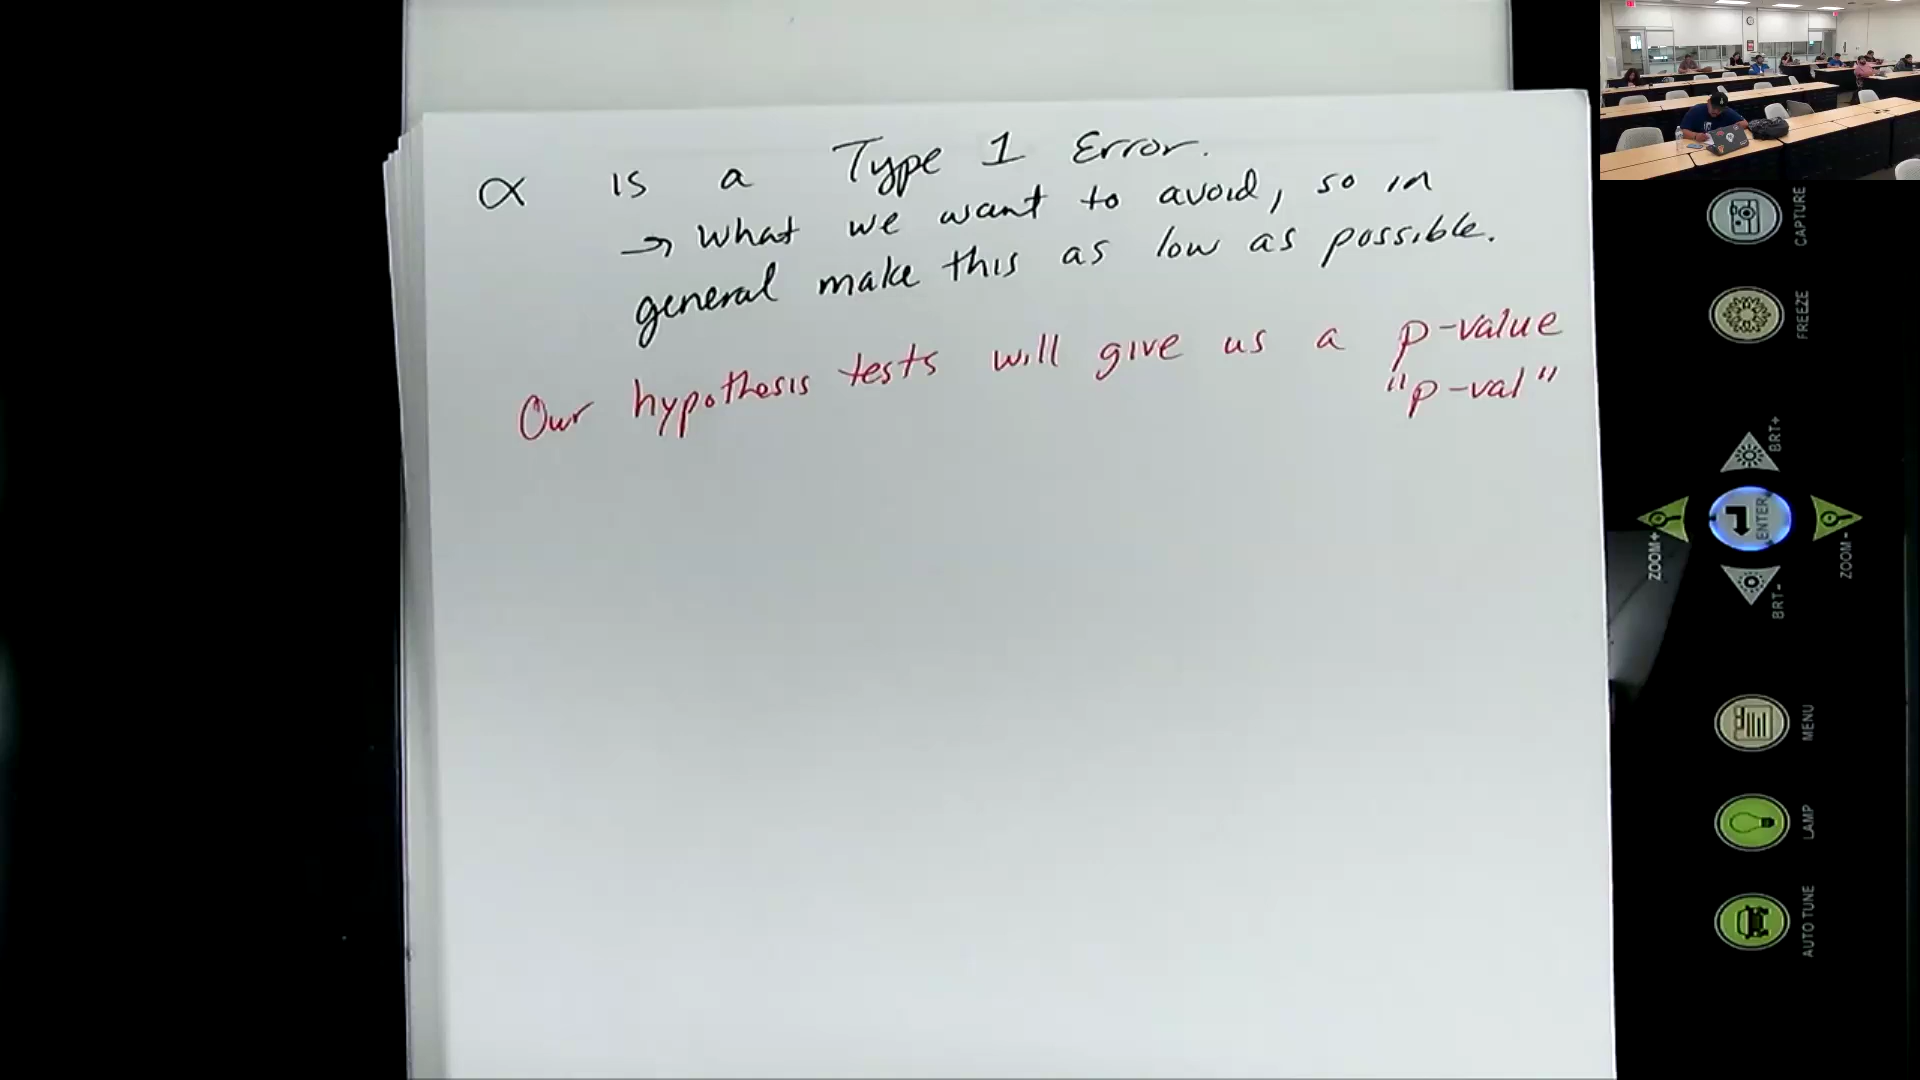 α is a Type 1 Error.
→ What we want to avoid, so in
general make this as low as possible.
Our hypothesis tests will give us a p-value
"p-val"
CAPTURE
FREEZE
BRT+
ZOOM+
ENTER
ZOOM-
BRT-
MENU
LAMP
AUTO TUNE